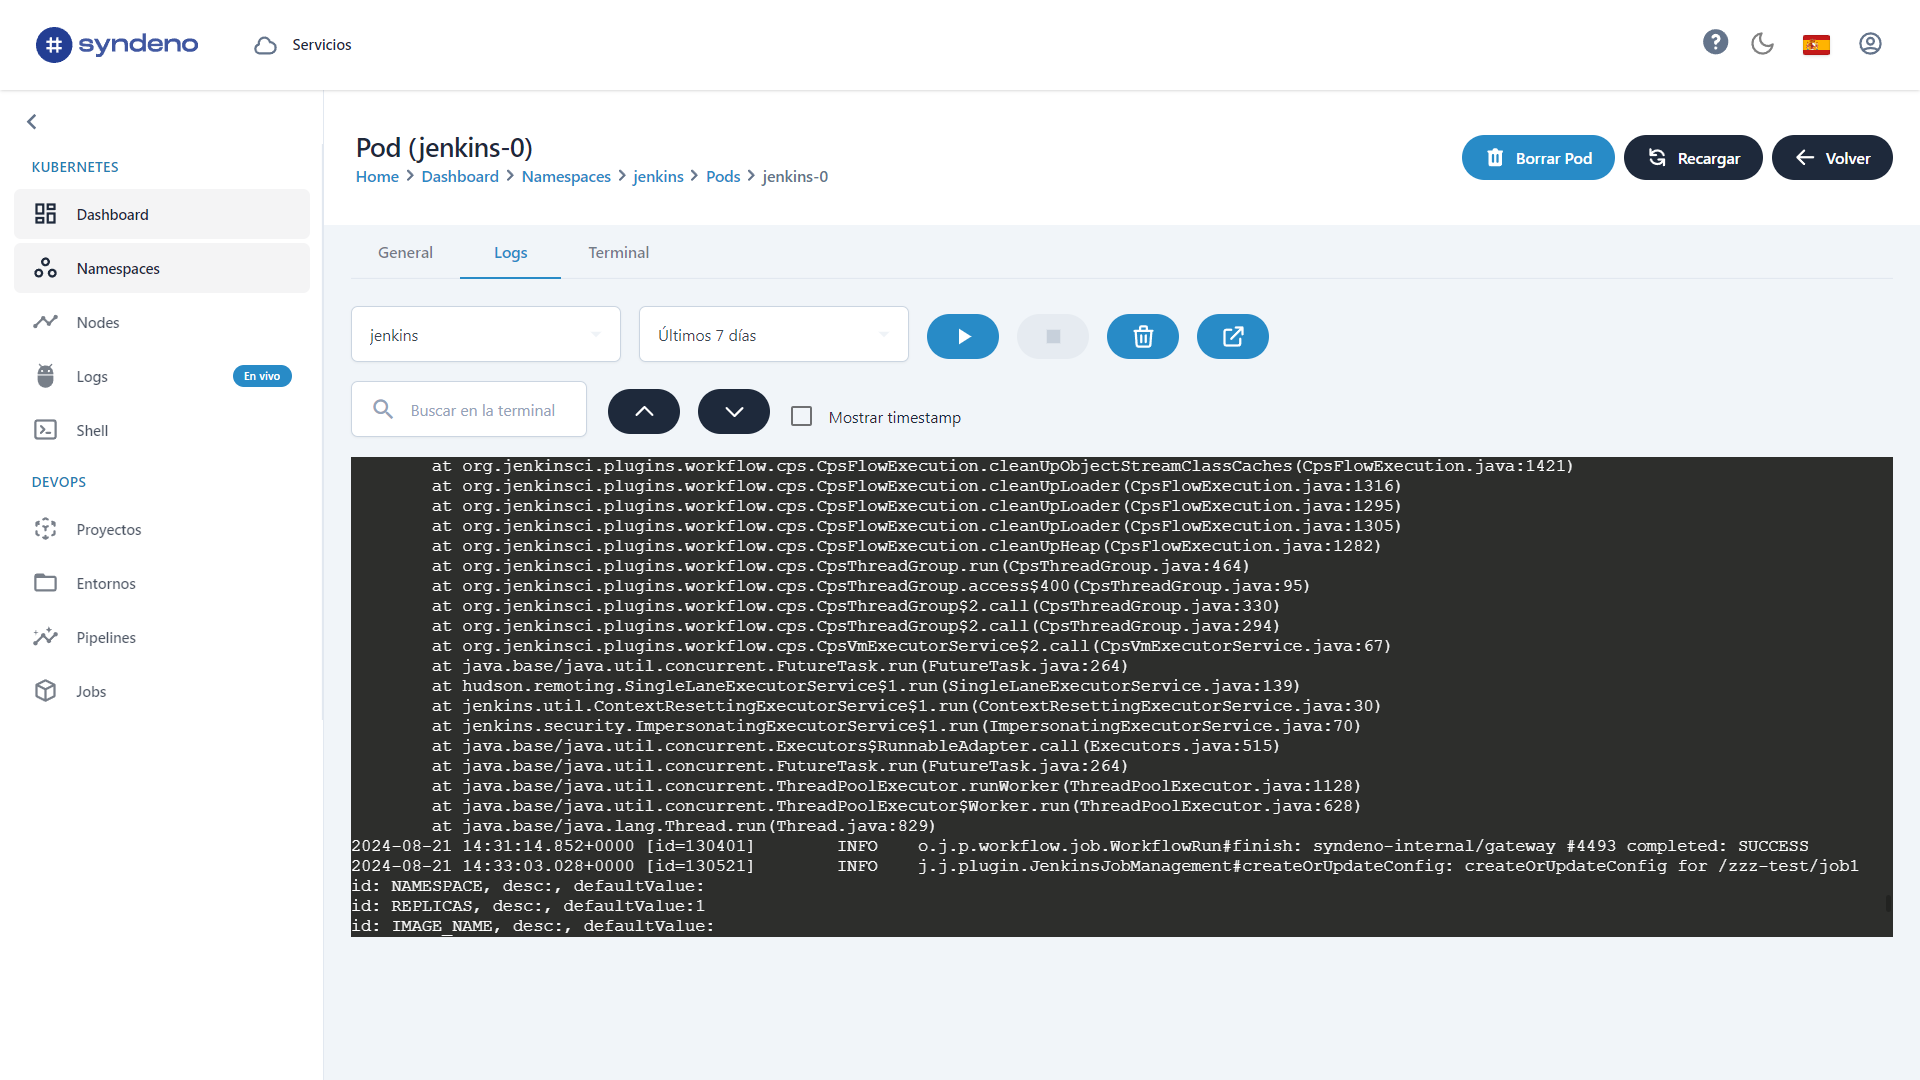 # syndeno
Servicios
?
KUBERNETES
Dashboard
Namespaces
Nodes
Logs
En vivo
Shell
DEVOPS
Proyectos
Entornos
Pipelines
Jobs
Pod (jenkins-0)
Home > Dashboard > Namespaces > jenkins > Pods > jenkins-0
Borrar Pod
Recargar
Volver
General
Logs
Terminal
jenkins
Últimos 7 días
Buscar en la terminal
Mostrar timestamp
at org.jenkinsci.plugins.workflow.cps.CpsFlowExecution.cleanUpObjectStreamClassCaches(CpsFlowExecution.java:1421)
at org.jenkinsci.plugins.workflow.cps.CpsFlowExecution.cleanUpLoader(CpsFlowExecution.java:1316)
at org.jenkinsci.plugins.workflow.cps.CpsFlowExecution.cleanUpLoader(CpsFlowExecution.java:1295)
at org.jenkinsci.plugins.workflow.cps.CpsFlowExecution.cleanUpLoader(CpsFlowExecution.java:1305)
at org.jenkinsci.plugins.workflow.cps.CpsFlowExecution.cleanUpHeap(CpsFlowExecution.java:1282)
at org.jenkinsci.plugins.workflow.cps.CpsThreadGroup.run(CpsThreadGroup.java:464)
at org.jenkinsci.plugins.workflow.cps.CpsThreadGroup.access$400(CpsThreadGroup.java:95)
at org.jenkinsci.plugins.workflow.cps.CpsThreadGroup$2.call(CpsThreadGroup.java:330)
at org.jenkinsci.plugins.workflow.cps.CpsThreadGroup$2.call(CpsThreadGroup.java:294)
at org.jenkinsci.plugins.workflow.cps.CpsVmExecutorService$2.call(CpsVmExecutorService.java:67)
at java.base/java.util.concurrent.FutureTask.run(FutureTask.java:264)
at hudson.remoting.SingleLaneExecutorService$1.run(SingleLaneExecutorService.java:139)
at jenkins.util.ContextResettingExecutorService$1.run(ContextResettingExecutorService.java:30)
at jenkins.security.ImpersonatingExecutorService$1.run(ImpersonatingExecutorService.java:70)
at java.base/java.util.concurrent.Executors$RunnableAdapter.call(Executors.java:515)
at java.base/java.util.concurrent.FutureTask.run(FutureTask.java:264)
at java.base/java.util.concurrent.ThreadPoolExecutor.runWorker(ThreadPoolExecutor.java:1128)
at java.base/java.util.concurrent.ThreadPoolExecutor$Worker.run(ThreadPoolExecutor.java:628)
at java.base/java.lang.Thread.run(Thread.java:829)
2024-08-21 14:31:14.852+0000 [id=130401] INFO o.j.p.workflow.job.WorkflowRun#finish: syndeno-internal/gateway #4493 completed: SUCCESS
2024-08-21 14:33:03.028+0000 [id=130521] INFO j.j.plugin.JenkinsJobManagement#createOrUpdateConfig: createOrUpdateConfig for /zzz-test/job1
id: NAMESPACE, desc:, defaultValue:
id: REPLICAS, desc:, defaultValue:1
id: IMAGE_NAME, desc:, defaultValue: